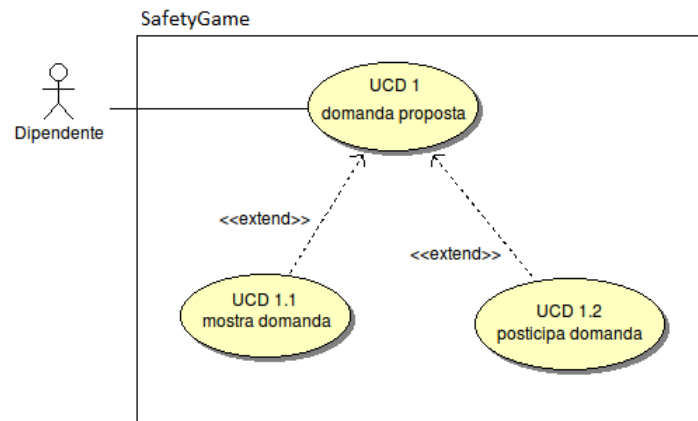 SafetyGame
UCD 1
domanda proposta
Dipendente
<<extend>>
<<extend>>
UCD 1.1
mostra domanda
UCD 1.2
posticipa domanda